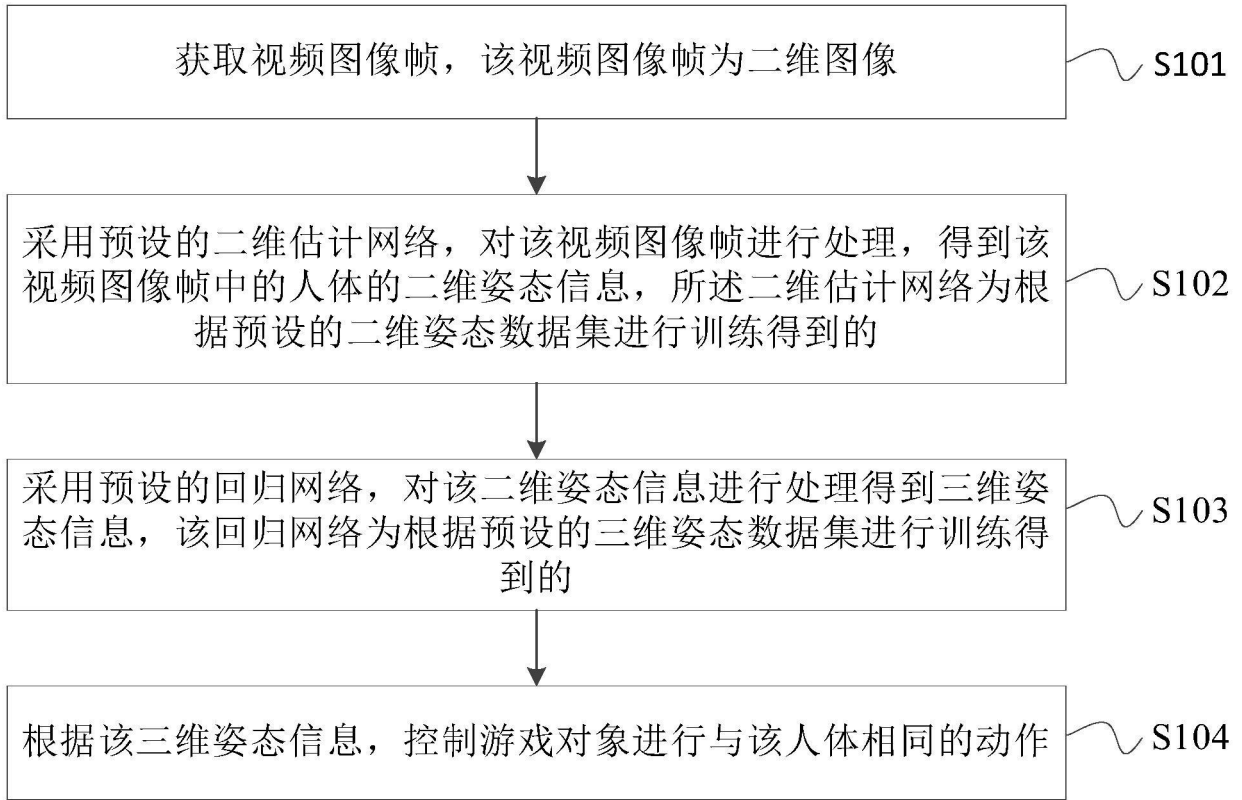 获取视频图像帧，该视频图像帧为二维图像
S101
采用预设的二维估计网络，对该视频图像帧进行处理，得到该
视频图像帧中的人体的二维姿态信息，所述二维估计网络为根
据预设的二维姿态数据集进行训练得到的
S102
采用预设的回归网络，对该二维姿态信息进行处理得到三维姿
态信息，该回归网络为根据预设的三维姿态数据集进行训练得
到的
S103
根据该三维姿态信息，控制游戏对象进行与该人体相同的动作
S104